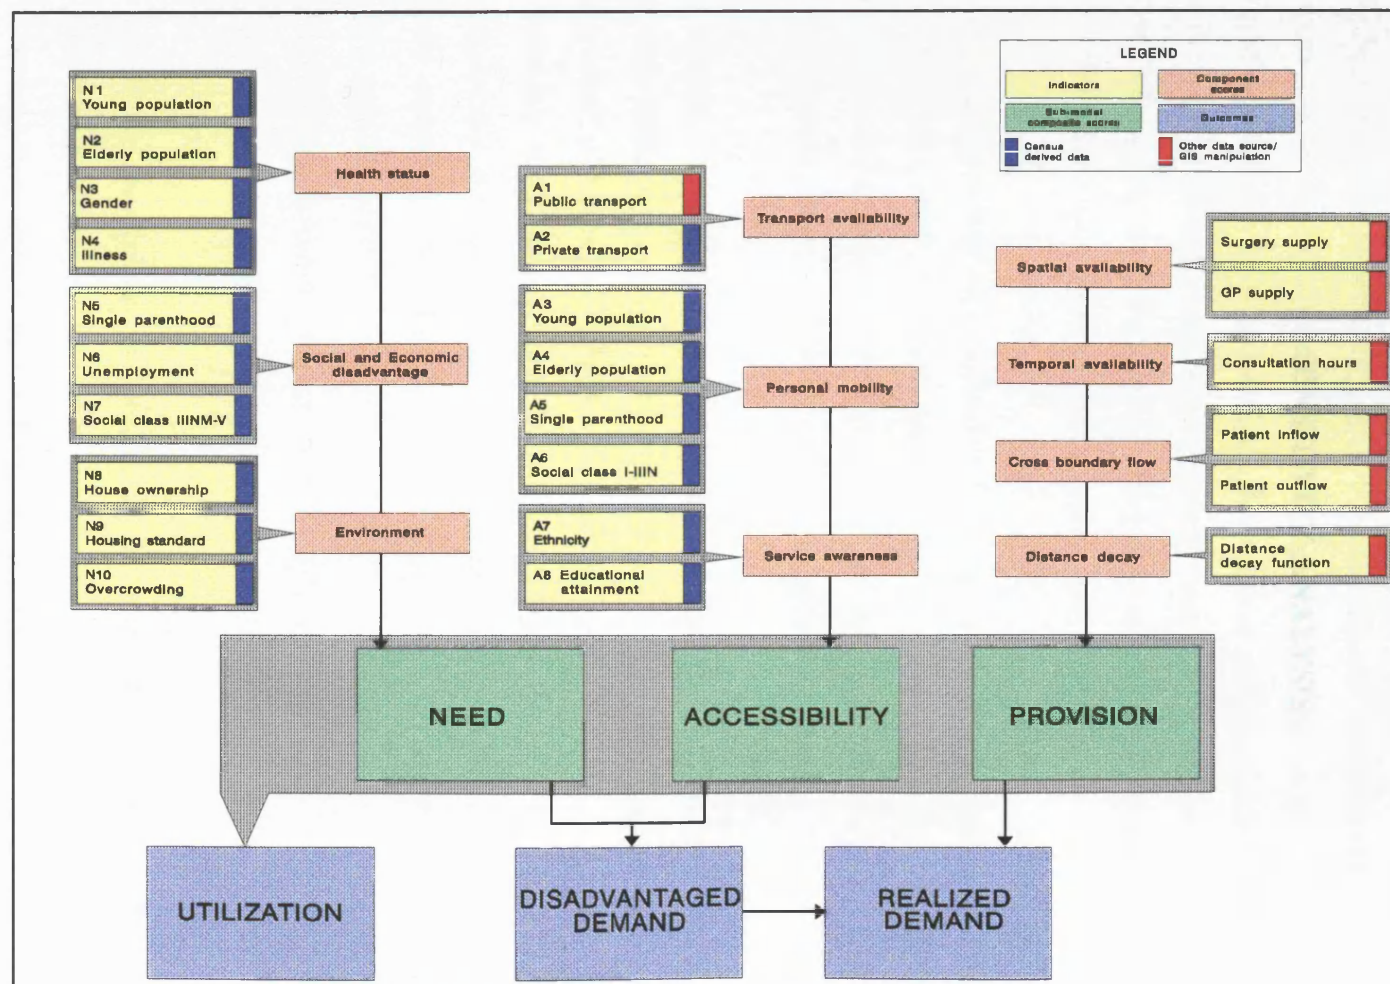 LEGEND
Indicators
Component
scores
Sub-model
composite scores
Outcomes
Census
derived data
Other data source/
GIS manipulation
N1
Young population
N2
Elderly population
N3
Gender
N4
Illness
Health status
N5
Single parenthood
N6
Unemployment
N7
Social class IIINM-V
Social and Economic
disadvantage
N8
House ownership
N9
Housing standard
N10
Overcrowding
Environment
A1
Public transport
A2
Private transport
Transport availability
A3
Young population
A4
Elderly population
A5
Single parenthood
A6
Social class I-IIIN
Personal mobility
A7
Ethnicity
A8 Educational
attainment
Service awareness
Spatial availability
Surgery supply
GP supply
Temporal availability
Consultation hours
Cross boundary flow
Patient inflow
Patient outflow
Distance decay
Distance
decay function
NEED
ACCESSIBILITY
PROVISION
UTILIZATION
DISADVANTAGED
DEMAND
REALIZED
DEMAND